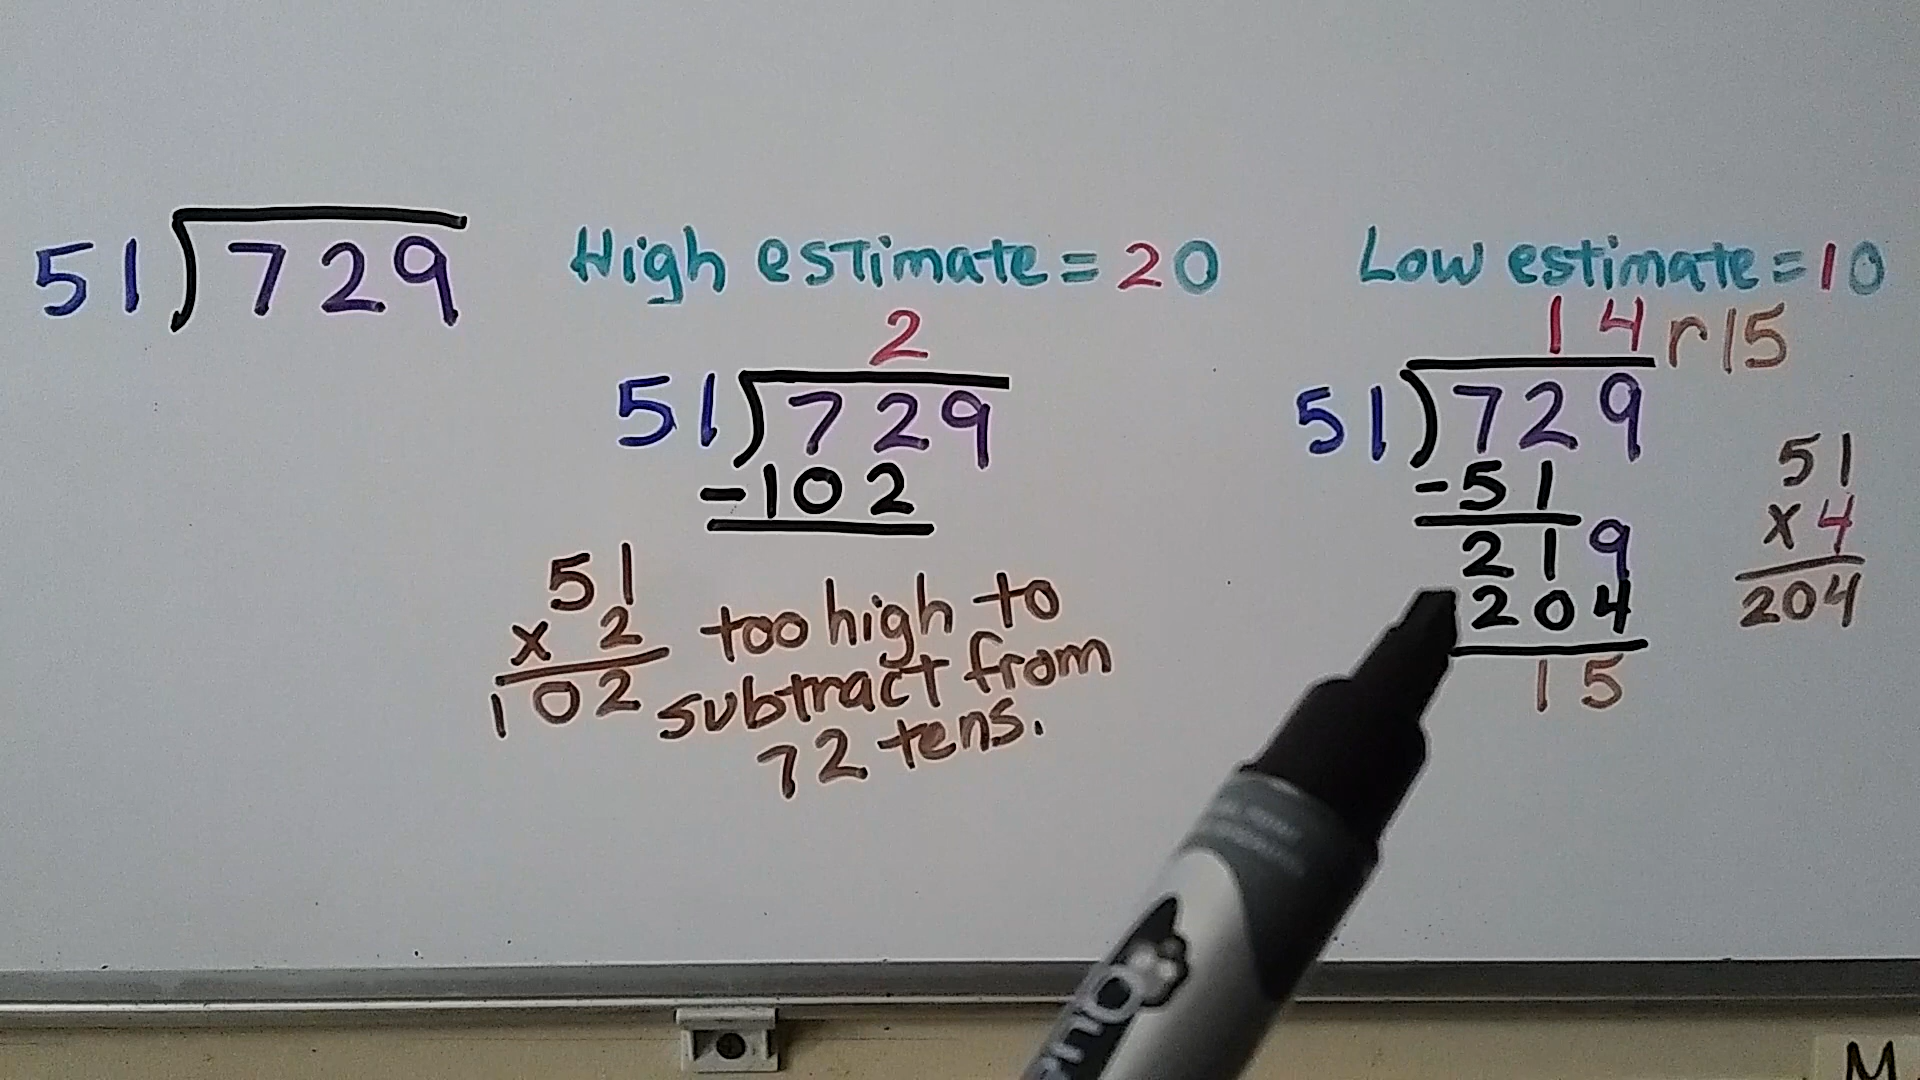 51)729
High estimate=20
2
51)729
-102
51
x 2
102
too high to
subtract from
72 tens.
Low estimate=10
14 r15
51)729
-51
219
204
15
51
x4
204
M